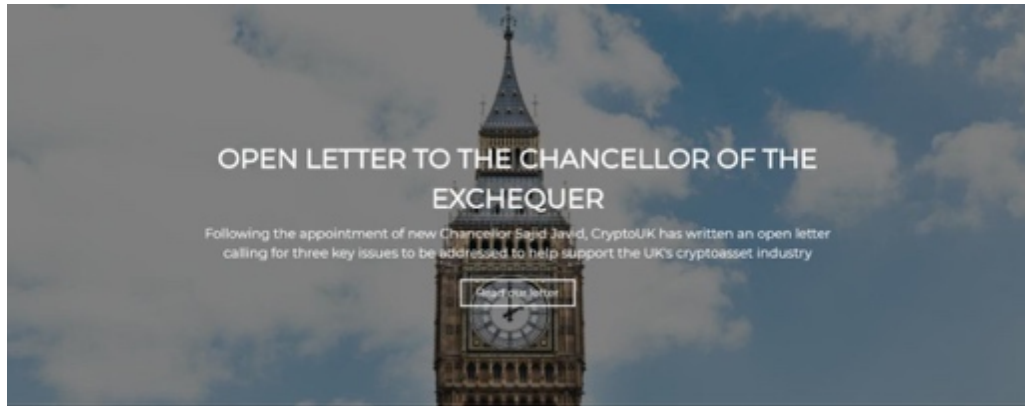 OPEN LETTER TO THE CHANCELLOR OF THE
EXCHEQUER
Following the appointment of new Chancellor Sajid Javid, CryptoUK has written an open letter
calling for three key issues to be addressed to help support the UK's cryptoasset industry
Read our letter